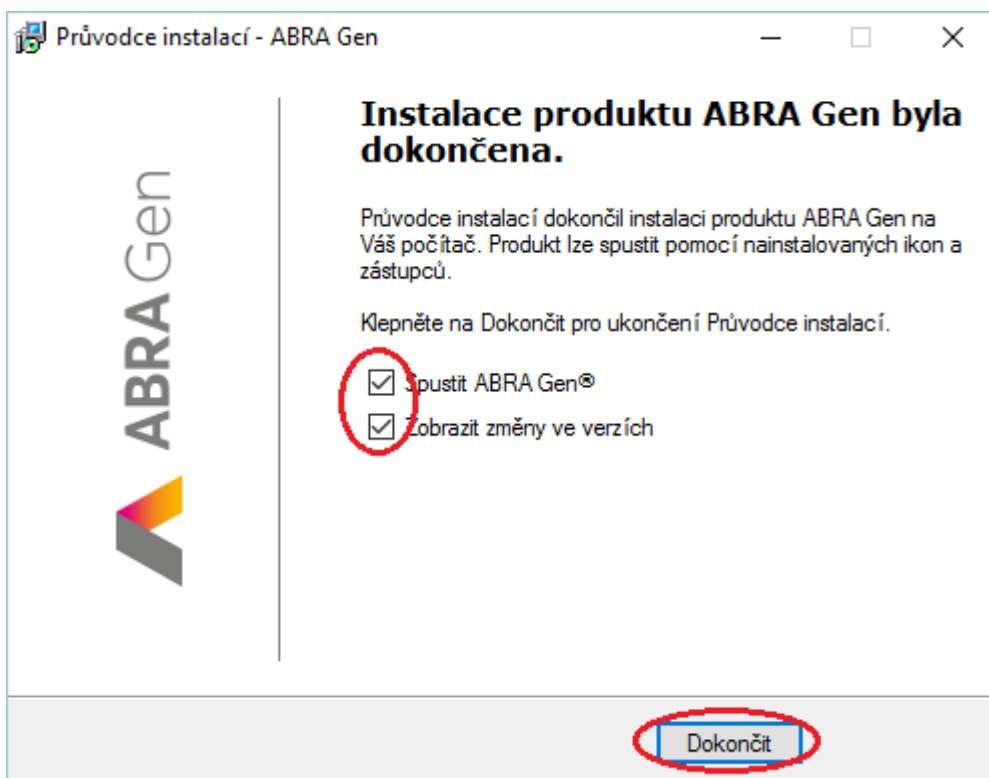 Průvodce instalací - ABRA Gen
Instalace produktu ABRA Gen byla
dokončena.
ABRA Gen
Průvodce instalací dokončil instalaci produktu ABRA Gen na
Váš počítač. Produkt lze spustit pomocí nainstalovaných ikon a
zástupců.
Klepněte na Dokončit pro ukončení Průvodce instalací.
Spustit ABRA Gen®
Zobrazit změny ve verzích
Dokončit